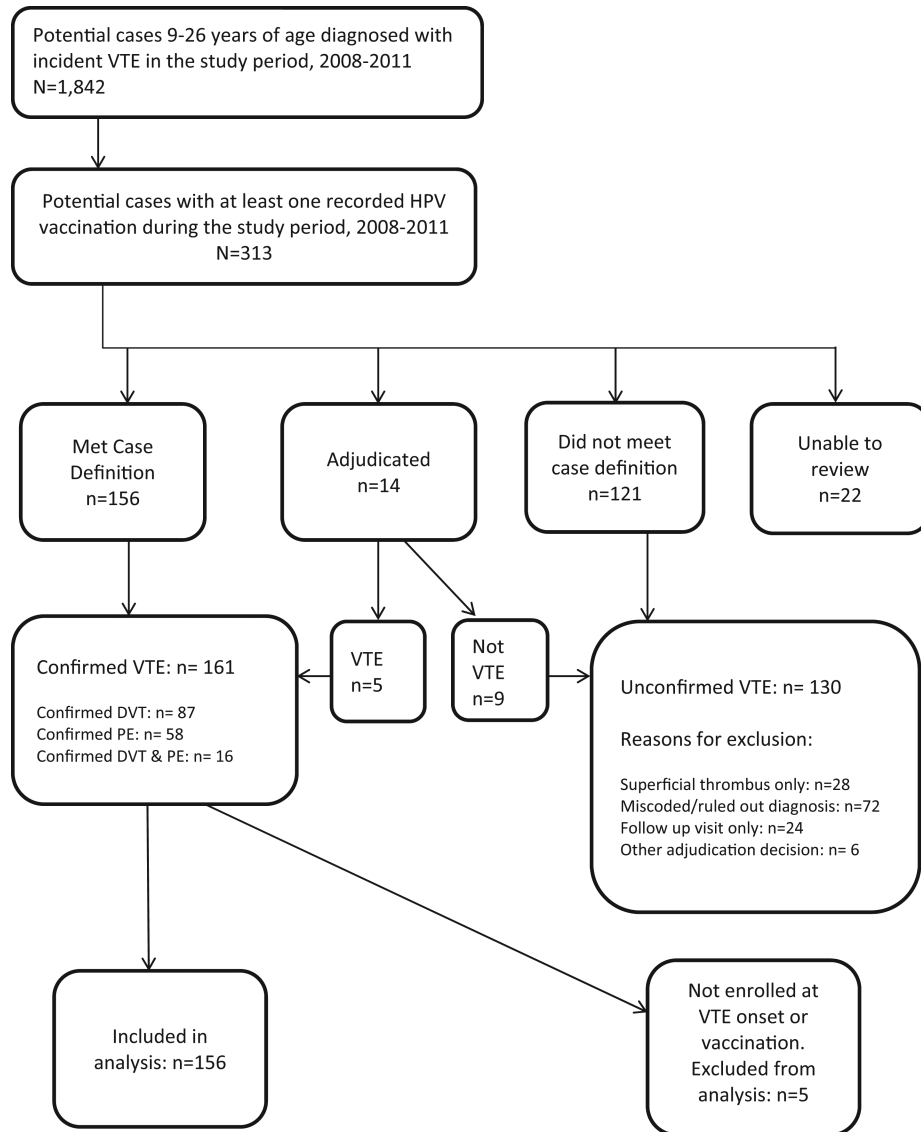 Potential cases 9-26 years of age diagnosed with
incident VTE in the study period, 2008-2011
N=1,842
Potential cases with at least one recorded HPV
vaccination during the study period, 2008-2011
N=313
Met Case
Definition
n=156
Adjudicated
n=14
Did not meet
case definition
n=121
Unable to
review
n=22
Confirmed VTE: n= 161
Confirmed DVT: n= 87
Confirmed PE: n= 58
Confirmed DVT & PE: n= 16
VTE
n=5
Not
VTE
n=9
Unconfirmed VTE: n= 130
Reasons for exclusion:
Superficial thrombus only: n=28
Miscoded/ruled out diagnosis: n=72
Follow up visit only: n=24
Other adjudication decision: n= 6
Included in
analysis: n=156
Not enrolled at
VTE onset or
vaccination.
Excluded from
analysis: n=5